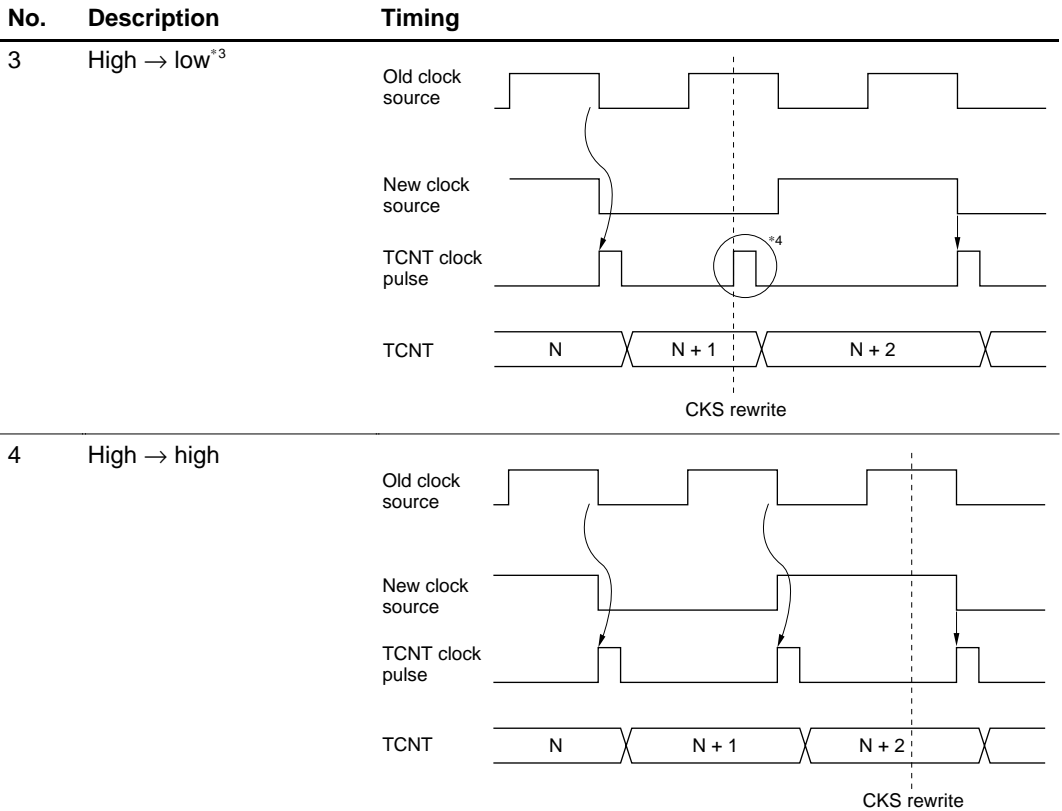 No. Description Timing
3 High → low*3
Old clock
source
New clock
source
*4
TCNT clock
pulse
TCNT N N + 1 N + 2
CKS rewrite
4 High → high
Old clock
source
New clock
source
TCNT clock
pulse
TCNT N N + 1 N + 2
CKS rewrite